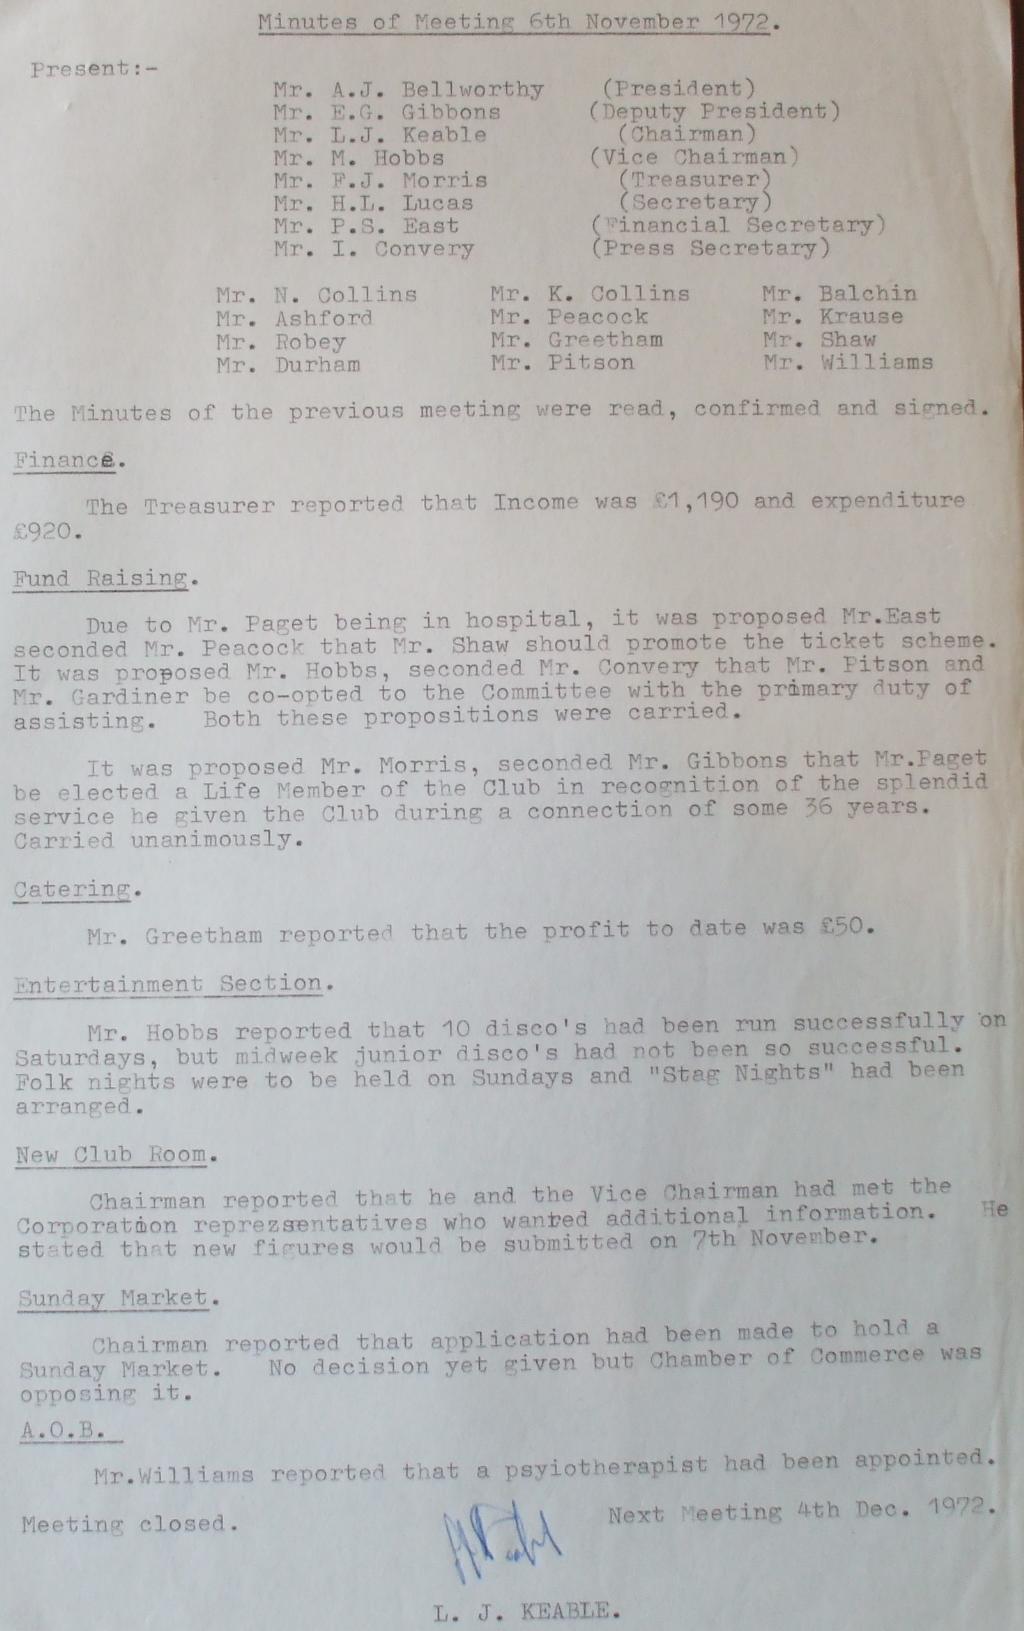 Minutes of Meeting 6th November 1972.
Present:-
Mr. A.J. Bellworthy (President)
Mr. E.G. Gibbons (Deputy President)
Mr. L.J. Keable (Chairman)
Mr. M. Hobbs (Vice Chairman)
Mr. F.J. Morris (Treasurer)
Mr. H.L. Lucas (Secretary)
Mr. P.S. East (Financial Secretary)
Mr. I. Convery (Press Secretary)
Mr. N. Collins Mr. K. Collins Mr. Balchin
Mr. Ashford Mr. Peacock Mr. Krause
Mr. Robey Mr. Greetham Mr. Shaw
Mr. Durham Mr. Pitson Mr. Williams
The Minutes of the previous meeting were read, confirmed and signed.
Finance.
The Treasurer reported that Income was £1,190 and expenditure
£920.
Fund Raising.
Due to Mr. Paget being in hospital, it was proposed Mr.East
seconded Mr. Peacock that Mr. Shaw should promote the ticket scheme.
It was proposed Mr. Hobbs, seconded Mr. Convery that Mr. Pitson and
Mr. Gardiner be co-opted to the Committee with the primary duty of
assisting. Both these propositions were carried.
It was proposed Mr. Morris, seconded Mr. Gibbons that Mr.Paget
be elected a Life Member of the Club in recognition of the splendid
service he given the Club during a connection of some 36 years.
Carried unanimously.
Catering.
Mr. Greetham reported that the profit to date was £50.
Entertainment Section.
Mr. Hobbs reported that 10 disco's had been run successfully on
Saturdays, but midweek junior disco's had not been so successful.
Folk nights were to be held on Sundays and "Stag Nights" had been
arranged.
New Club Room.
Chairman reported that he and the Vice Chairman had met the
Corporation reprezsentatives who wanted additional information. He
stated that new figures would be submitted on 7th November.
Sunday Market.
Chairman reported that application had been made to hold a
Sunday Market. No decision yet given but Chamber of Commerce was
opposing it.
A.O.B.
Mr.Williams reported that a psyiotherapist had been appointed.
Meeting closed. Next Meeting 4th Dec. 1972.
L. J. KEABLE.